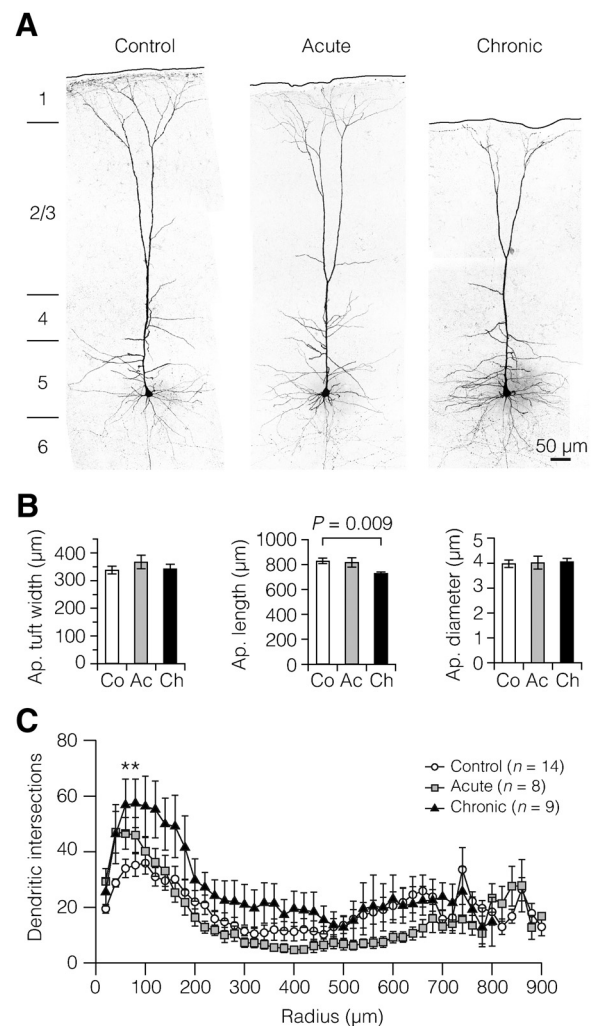 A
Control Acute Chronic
1
2/3
4
5
6
50 µm
B
P = 0.009
Ap. tuft width (µm)
400
300
200
100
0
Co Ac Ch
Ap. length (µm)
1000
800
600
400
200
0
Co Ac Ch
Ap. diameter (µm)
5
4
3
2
1
0
Co Ac Ch
C
Dendritic intersections
80
60
40
20
0
**
Control (n = 14)
Acute (n = 8)
Chronic (n = 9)
0 100 200 300 400 500 600 700 800 900
Radius (µm)